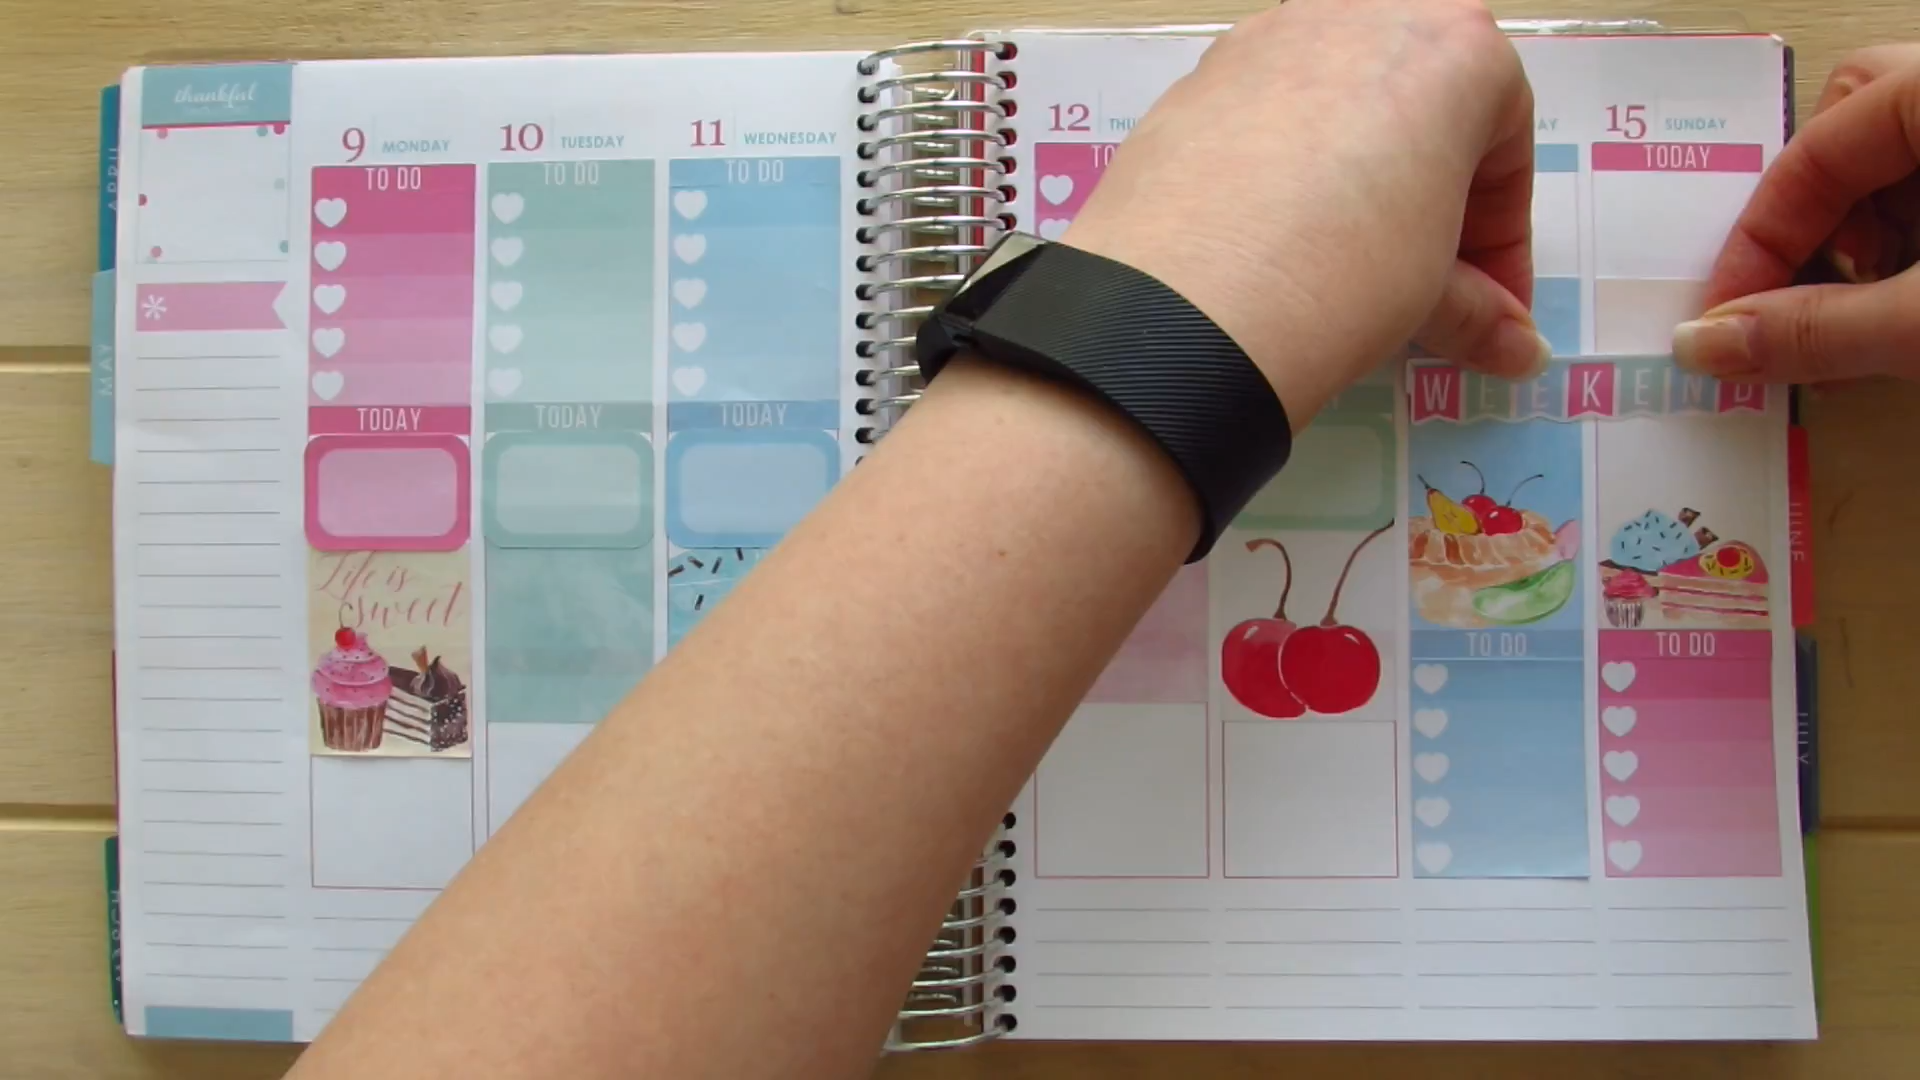 thankful
APRIL
MAY
MARCH
9 MONDAY
TO DO
TODAY
Life is
sweet
10 TUESDAY
TO DO
TODAY
11 WEDNESDAY
TO DO
TODAY
12
15 SUNDAY
TODAY
WEEKEND
TO DO
TO DO
JUNE
JULY